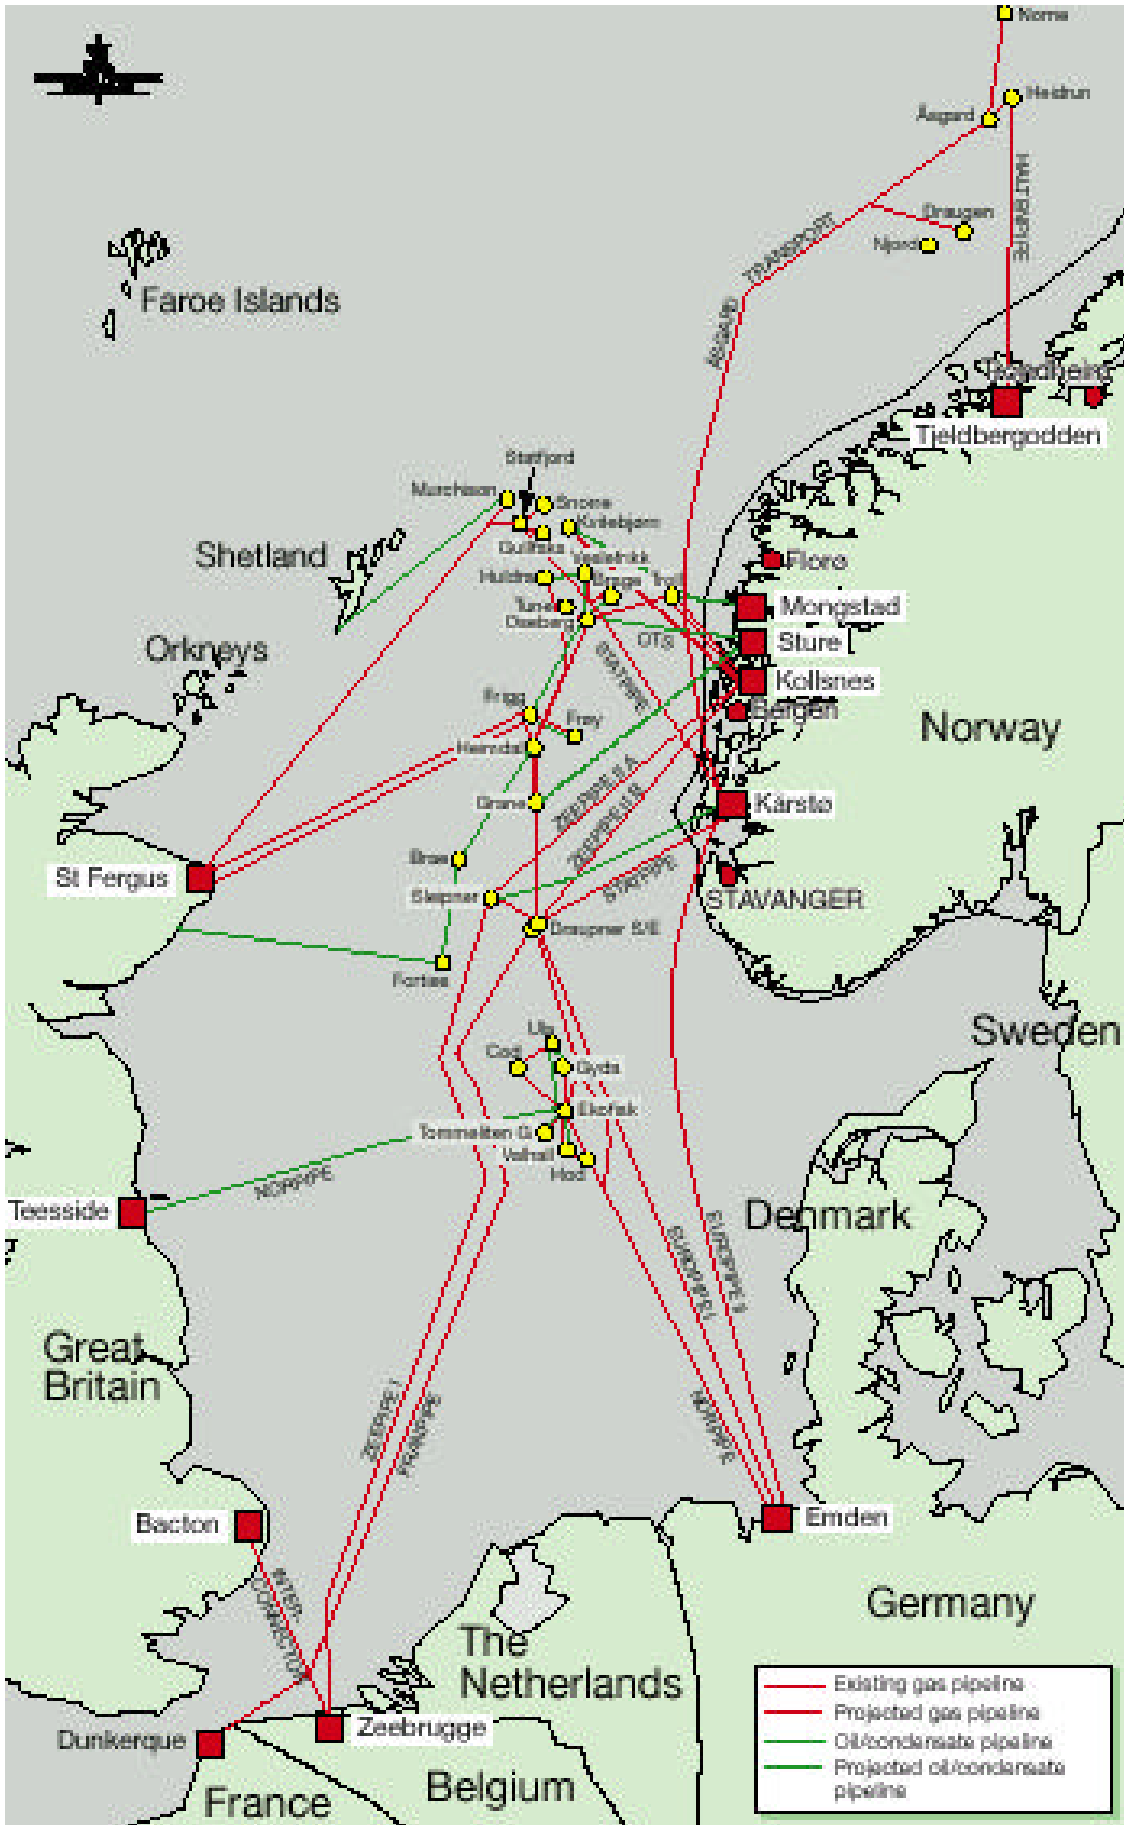 Norne
Heidrun
Åsgard
HALTENPIPE
Draugen
Njord
TRANSPORT
ÅSGARD
Faroe Islands
Trondheim
Tjeldbergodden
Statfjord
Murchison
Snorre
Kvitebjørn
Gullfaks
Shetland
Veslefrikk
Florø
Huldra
Brage
Troll
Tune
Mongstad
Oseberg
OTS
Sture
Orkneys
STATPIPE
Kollsnes
Frigg
Bergen
Frøy
Norway
Heimdal
ZEEPIPE II A
Grane
ZEEPIPE II B
Kårstø
Brae
St Fergus
STATPIPE
Sleipner
STAVANGER
Draupner S/E
Forties
Ula
Sweden
Cod
Gyda
Ekofisk
Tommeliten G
Valhall
Hod
NORPIPE
Teesside
Denmark
EUROPIPE II
EUROPIPE I
Great
Britain
ZEEPIPE I
FRANPIPE
NORPIPE
Bacton
Emden
INTER-
CONNECTOR
Germany
The
Netherlands
Existing gas pipeline
Projected gas pipeline
Oil/condensate pipeline
Projected oil/condensate
pipeline
Dunkerque
Zeebrugge
Belgium
France